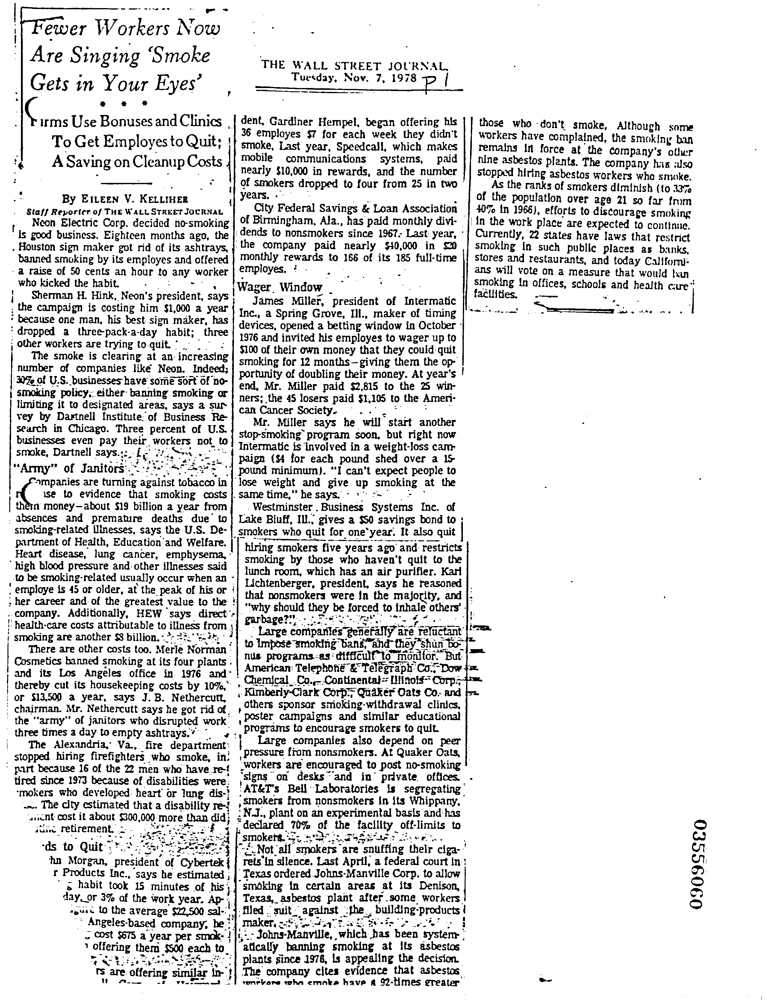 Fewer Workers Now
Are Singing ‘Smoke
Gets in Your Eyes’
• • •
Firms Use Bonuses and Clinics
To Get Employes to Quit;
A Saving on Cleanup Costs
By EILEEN V. KELLIHER
Staff Reporter of THE WALL STREET JOURNAL
Neon Electric Corp. decided no-smoking
is good business. Eighteen months ago, the
Houston sign maker got rid of its ashtrays,
banned smoking by its employes and offered
a raise of 50 cents an hour to any worker
who kicked the habit.
Sherman H. Hink, Neon's president, says
the campaign is costing him $1,000 a year
because one man, his best sign maker, has
dropped a three-pack-a-day habit; three
other workers are trying to quit.
The smoke is clearing at an increasing
number of companies like Neon. Indeed,
30% of U.S. businesses have some sort of no-
smoking policy, either banning smoking or
limiting it to designated areas, says a sur-
vey by Dartnell Institute of Business Re-
search in Chicago. Three percent of U.S.
businesses even pay their workers not to
smoke, Dartnell says.
"Army" of Janitors
Companies are turning against tobacco in
use to evidence that smoking costs
them money—about $19 billion a year from
absences and premature deaths due to
smoking-related illnesses, says the U.S. De-
partment of Health, Education and Welfare.
Heart disease, lung cancer, emphysema,
high blood pressure and other illnesses said
to be smoking-related usually occur when an
employe is 45 or older, at the peak of his or
her career and of the greatest value to the
company. Additionally, HEW says direct
health-care costs attributable to illness from
smoking are another $8 billion.
There are other costs too. Merle Norman
Cosmetics banned smoking at its four plants
and its Los Angeles office in 1976 and
thereby cut its housekeeping costs by 10%,
or $13,500 a year, says J. B. Nethercutt,
chairman. Mr. Nethercutt says he got rid of
the "army" of janitors who disrupted work
three times a day to empty ashtrays.
The Alexandria, Va., fire department
stopped hiring firefighters who smoke, in
part because 16 of the 22 men who have re-
tired since 1973 because of disabilities were
smokers who developed heart or lung dis-
The city estimated that a disability re-
ment cost it about $300,000 more than did
retirement.
ds to Quit
hn Morgan, president of Cybertek
r Products Inc., says he estimated
habit took 15 minutes of his
day, or 3% of the work year. Ap-
to the average $22,500 sal-
Angeles-based company, he
cost $675 a year per smok-
offering them $500 each to
rs are offering similar in-
THE WALL STREET JOURNAL,
Tuesday, Nov. 7, 1978 P 1
dent, Gardiner Hempel, began offering his
36 employes $7 for each week they didn't
smoke, Last year, Speedcall, which makes
mobile communications systems, paid
nearly $10,000 in rewards, and the number
of smokers dropped to four from 25 in two
years.
City Federal Savings & Loan Association
of Birmingham, Ala., has paid monthly divi-
dends to nonsmokers since 1967. Last year,
the company paid nearly $40,000 in $20
monthly rewards to 166 of its 185 full-time
employes.
Wager Window
James Miller, president of Intermatic
Inc., a Spring Grove, Ill., maker of timing
devices, opened a betting window in October
1976 and invited his employes to wager up to
$100 of their own money that they could quit
smoking for 12 months—giving them the op-
portunity of doubling their money. At year's
end, Mr. Miller paid $2,815 to the 25 win-
ners; the 45 losers paid $1,105 to the Ameri-
can Cancer Society.
Mr. Miller says he will start another
stop-smoking program soon, but right now
Intermatic is involved in a weight-loss cam-
paign ($4 for each pound shed over a 15-
pound minimum). "I can't expect people to
lose weight and give up smoking at the
same time," he says.
Westminster Business Systems Inc. of
Lake Bluff, Ill., gives a $50 savings bond to
smokers who quit for one year. It also quit
hiring smokers five years ago and restricts
smoking by those who haven't quit to the
lunch room, which has an air purifier. Karl
Lichtenberger, president, says he reasoned
that nonsmokers were in the majority, and
"why should they be forced to inhale others'
garbage?"
Large companies generally are reluctant
to impose smoking bans, and they shun bo-
nus programs as difficult to monitor. But
American Telephone & Telegraph Co., Dow
Chemical Co., Continental Illinois Corp.,
Kimberly-Clark Corp., Quaker Oats Co. and
others sponsor smoking-withdrawal clinics,
poster campaigns and similar educational
programs to encourage smokers to quit.
Large companies also depend on peer
pressure from nonsmokers. At Quaker Oats,
workers are encouraged to post no-smoking
signs on desks and in private offices.
AT&T's Bell Laboratories is segregating
smokers from nonsmokers in its Whippany,
N.J., plant on an experimental basis and has
declared 70% of the facility off-limits to
smokers.
Not all smokers are snuffing their ciga-
rets in silence. Last April, a federal court in
Texas ordered Johns-Manville Corp. to allow
smoking in certain areas at its Denison,
Texas, asbestos plant after some workers
filed suit against the building-products
maker.
Johns-Manville, which has been system-
atically banning smoking at its asbestos
plants since 1976, is appealing the decision.
The company cites evidence that asbestos
workers who smoke have a 92-times greater
those who don't smoke, Although some
workers have complained, the smoking ban
remains in force at the company's other
nine asbestos plants. The company has also
stopped hiring asbestos workers who smoke.
As the ranks of smokers diminish (to 33%
of the population over age 21 so far from
40% in 1966), efforts to discourage smoking
in the work place are expected to continue.
Currently, 22 states have laws that restrict
smoking in such public places as banks,
stores and restaurants, and today Californi-
ans will vote on a measure that would ban
smoking in offices, schools and health care
facilities.
03556060